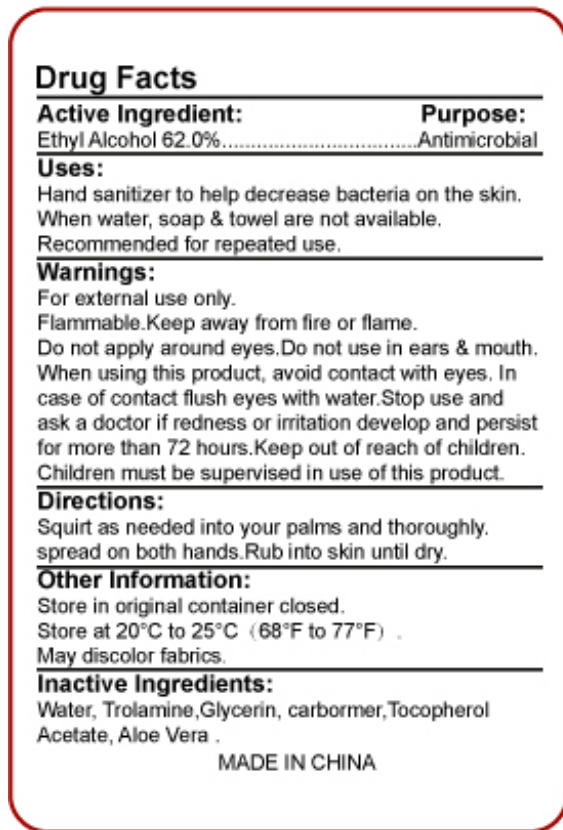 Drug Facts
Active Ingredient: Purpose:
Ethyl Alcohol 62.0%..................................Antimicrobial
Uses:
Hand sanitizer to help decrease bacteria on the skin.
When water, soap & towel are not available.
Recommended for repeated use.
Warnings:
For external use only.
Flammable.Keep away from fire or flame.
Do not apply around eyes.Do not use in ears & mouth.
When using this product, avoid contact with eyes. In
case of contact flush eyes with water.Stop use and
ask a doctor if redness or irritation develop and persist
for more than 72 hours.Keep out of reach of children.
Children must be supervised in use of this product.
Directions:
Squirt as needed into your palms and thoroughly.
spread on both hands.Rub into skin until dry.
Other Information:
Store in original container closed.
Store at 20°C to 25°C（68°F to 77°F）.
May discolor fabrics.
Inactive Ingredients:
Water, Trolamine,Glycerin, carbormer,Tocopherol
Acetate, Aloe Vera .
MADE IN CHINA